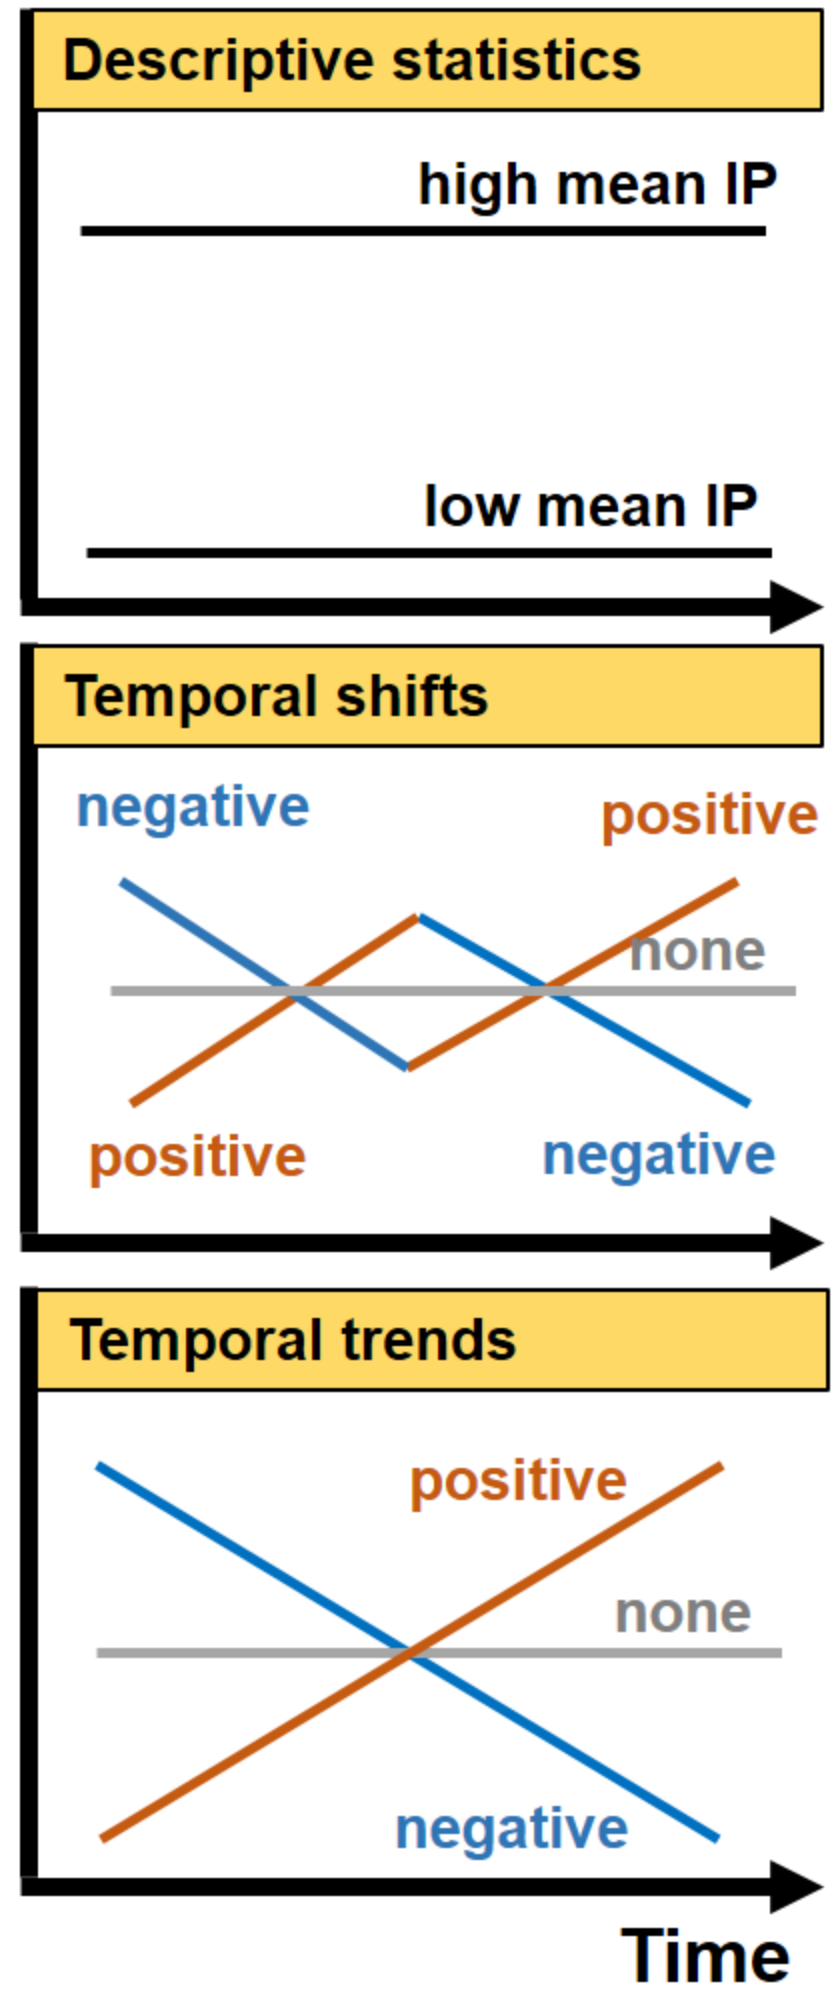 Descriptive statistics
high mean IP
low mean IP
Temporal shifts
negative
positive
none
positive
negative
Temporal trends
positive
none
negative
Time